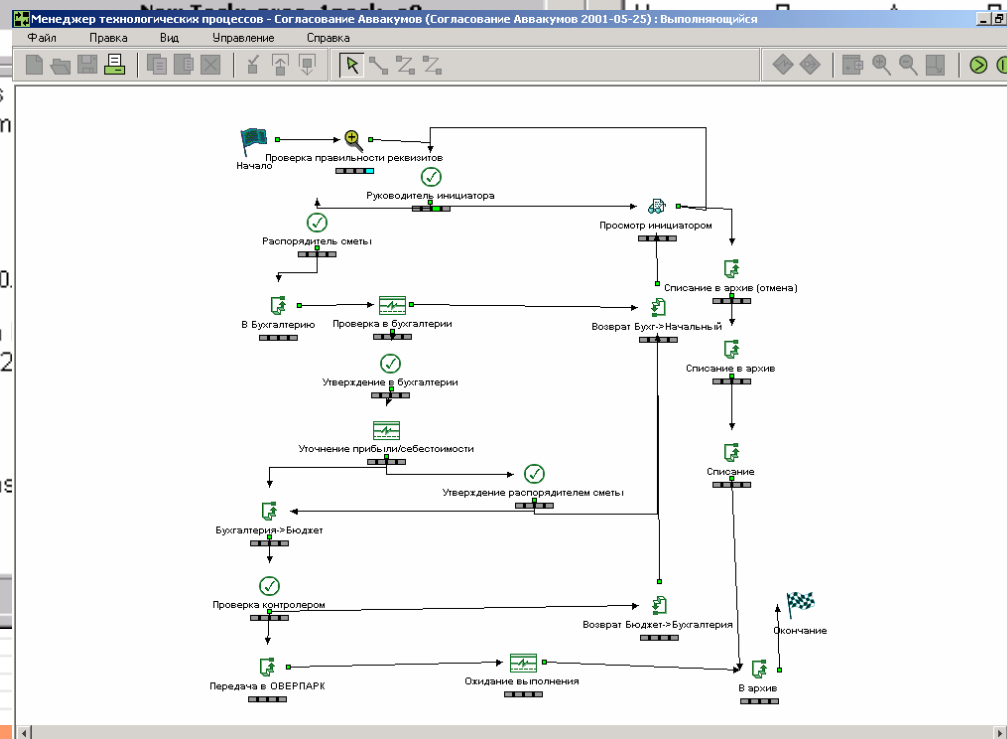 Менеджер технологических процессов - Согласование Аввакумов (Согласование Аввакумов 2001-05-25) : Выполняющийся
Файл Правка Вид Управление Справка
Начало
Проверка правильности реквизитов
Руководитель инициатора
Просмотр инициатором
Распорядитель сметы
Списание в архив (отмена)
В Бухгалтерию
Проверка в бухгалтерии
Возврат Бухг->Начальный
Списание в архив
Утверждение в бухгалтерии
Уточнение прибыли/себестоимости
Списание
Утверждение распорядителем сметы
Бухгалтерия->Бюджет
Проверка контролером
Возврат Бюджет->Бухгалтерия
Окончание
Передача в ОВЕРПАРК
Ожидание выполнения
В архив